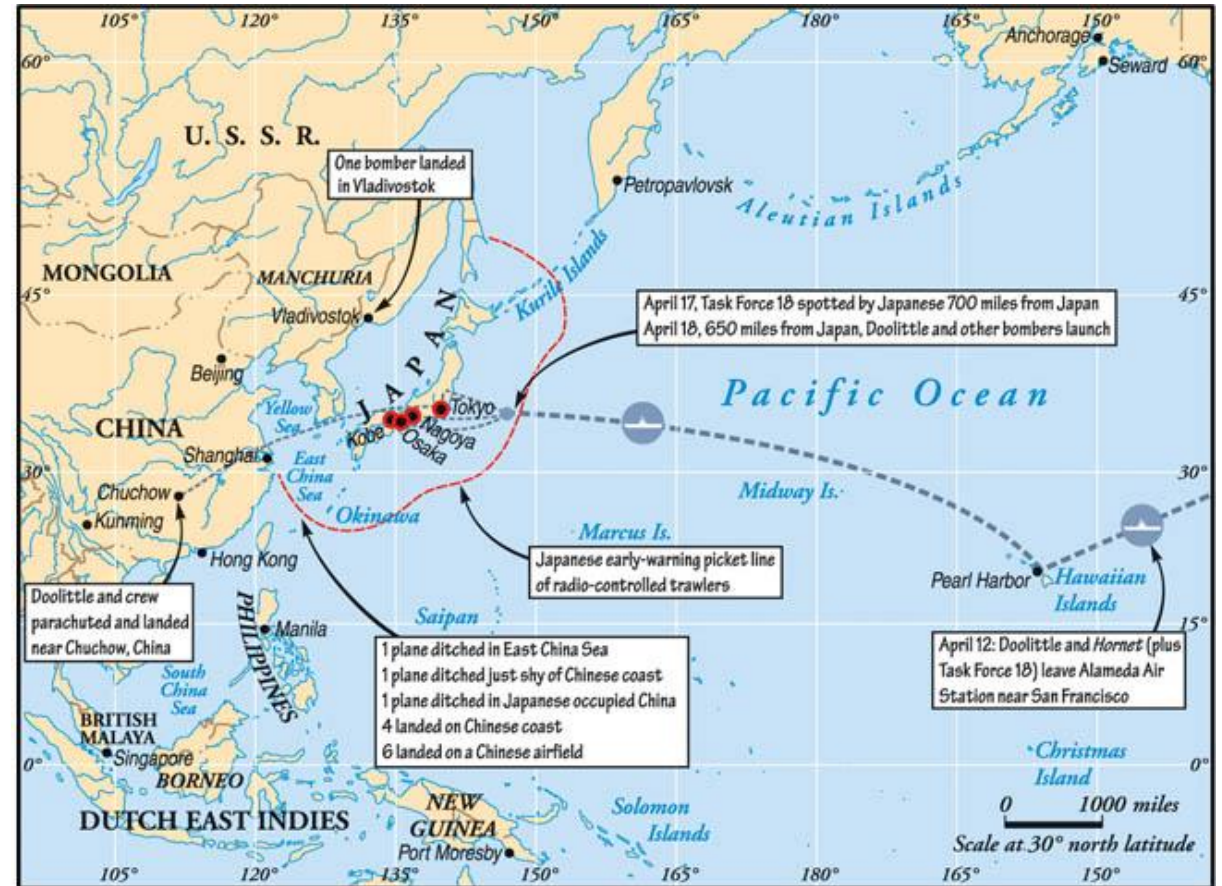 105°
120°
135°
150°
165°
180°
165°
150°
Anchorage
60°
Seward
60°
U. S. S. R.
One bomber landed
in Vladivostok
Petropavlovsk
Aleutian Islands
MONGOLIA
MANCHURIA
Kurile Islands
45°
April 17, Task Force 18 spotted by Japanese 700 miles from Japan
April 18, 650 miles from Japan, Doolittle and other bombers launch
45°
Vladivostok
JAPAN
Beijing
Pacific Ocean
Yellow
Sea
Tokyo
CHINA
Kobe
Osaka
Nagoya
Shanghai
East
China
Sea
30°
30°
Chuchow
Midway Is.
Okinawa
Kunming
Marcus Is.
Hong Kong
Japanese early-warning picket line
of radio-controlled trawlers
Pearl Harbor
Hawaiian
Islands
Doolittle and crew
parachuted and landed
near Chuchow, China
PHILIPPINES
Saipan
Manila
15°
1 plane ditched in East China Sea
1 plane ditched just shy of Chinese coast
1 plane ditched in Japanese occupied China
4 landed on Chinese coast
6 landed on a Chinese airfield
April 12: Doolittle and Hornet (plus
Task Force 18) leave Alameda Air
Station near San Francisco
South
China
Sea
BRITISH
MALAYA
Singapore
Christmas
Island
0°
BORNEO
0°
NEW
GUINEA
Solomon
Islands
0 1000 miles
DUTCH EAST INDIES
Scale at 30° north latitude
Port Moresby
105°
120°
135°
150°
165°
180°
165°
150°